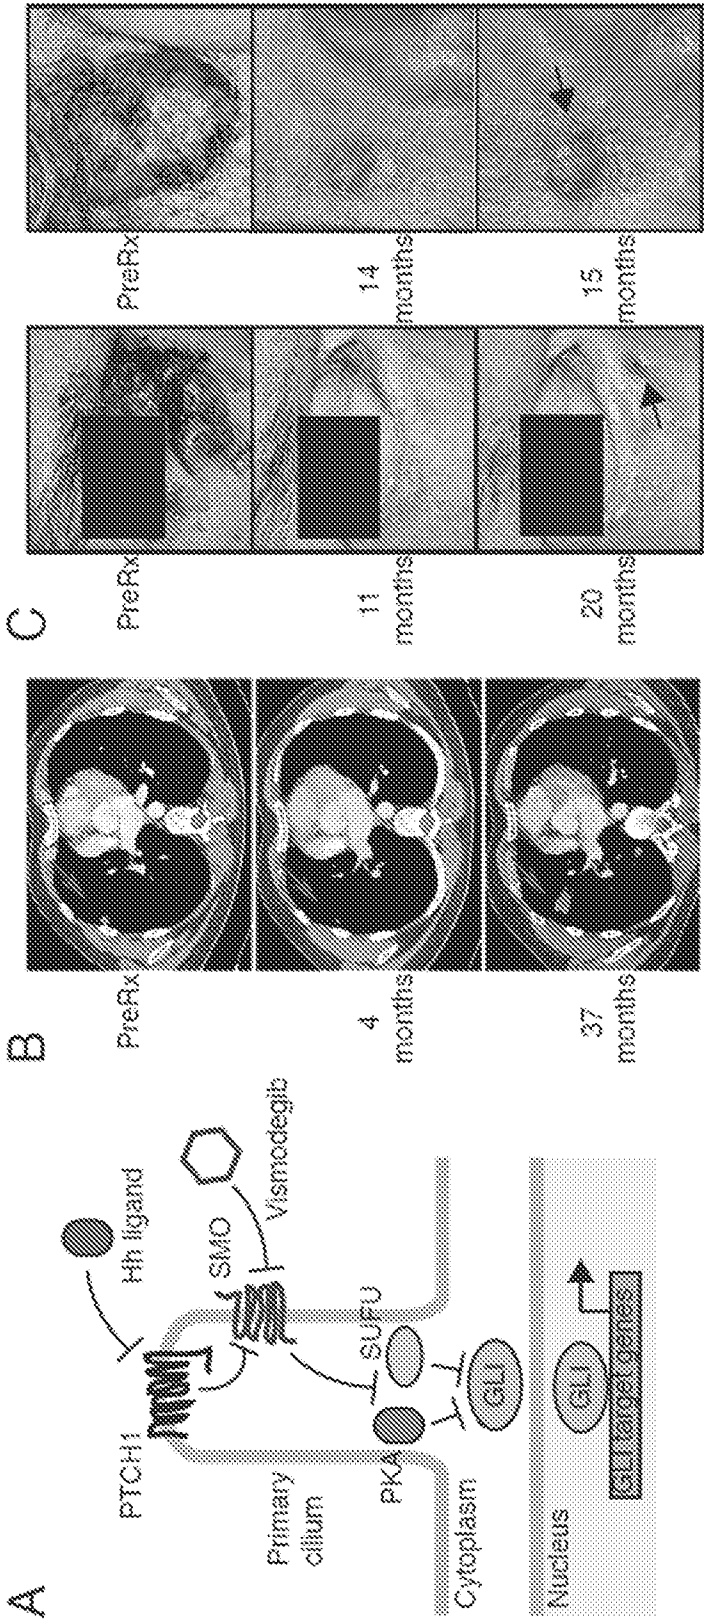 A
PTCH1
Hh ligand
SMO
Vismodegib
Primary
cilium
PKA
SUFU
Cytoplasm
GLI
Nucleus
GLI
GLI target genes
B
PreRx
4
months
37
months
C
PreRx
11
months
20
months
PreRx
14
months
15
months